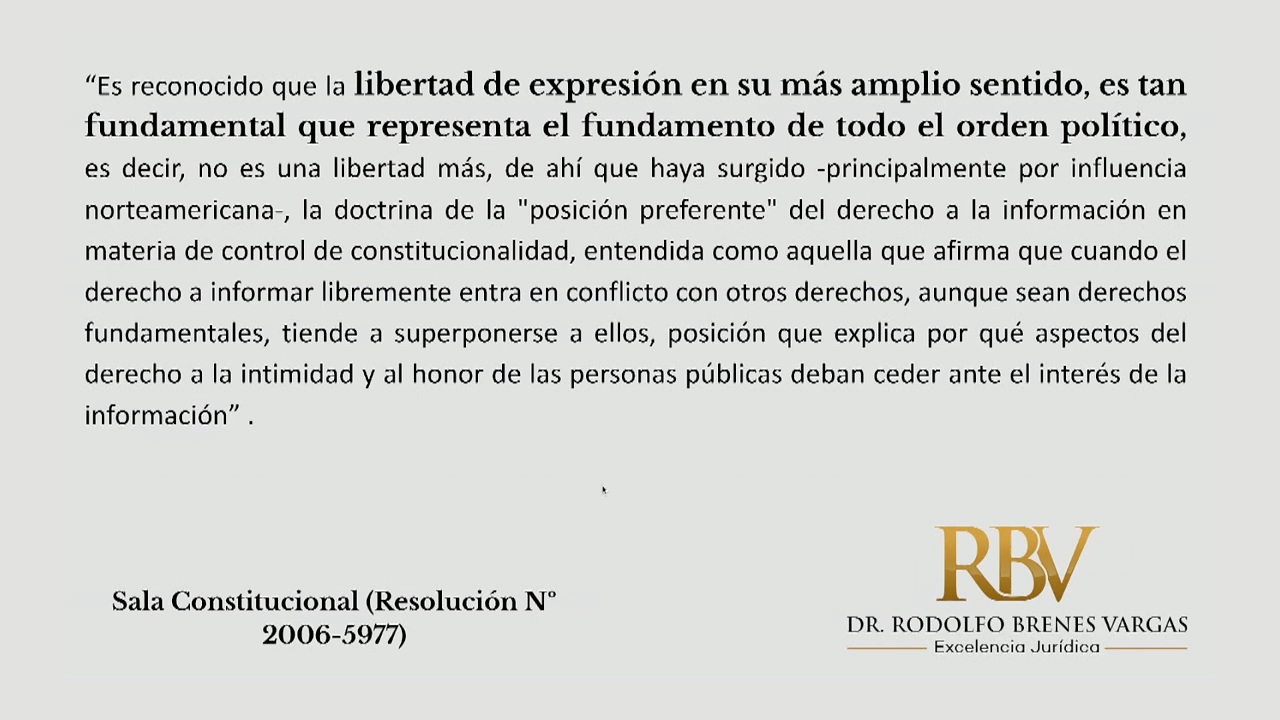 “Es reconocido que la libertad de expresión en su más amplio sentido, es tan
fundamental que representa el fundamento de todo el orden político,
es decir, no es una libertad más, de ahí que haya surgido -principalmente por influencia
norteamericana-, la doctrina de la "posición preferente" del derecho a la información en
materia de control de constitucionalidad, entendida como aquella que afirma que cuando el
derecho a informar libremente entra en conflicto con otros derechos, aunque sean derechos
fundamentales, tiende a superponerse a ellos, posición que explica por qué aspectos del
derecho a la intimidad y al honor de las personas públicas deban ceder ante el interés de la
información” .
Sala Constitucional (Resolución Nº
2006-5977)
RBV
DR. RODOLFO BRENES VARGAS
Excelencia Jurídica